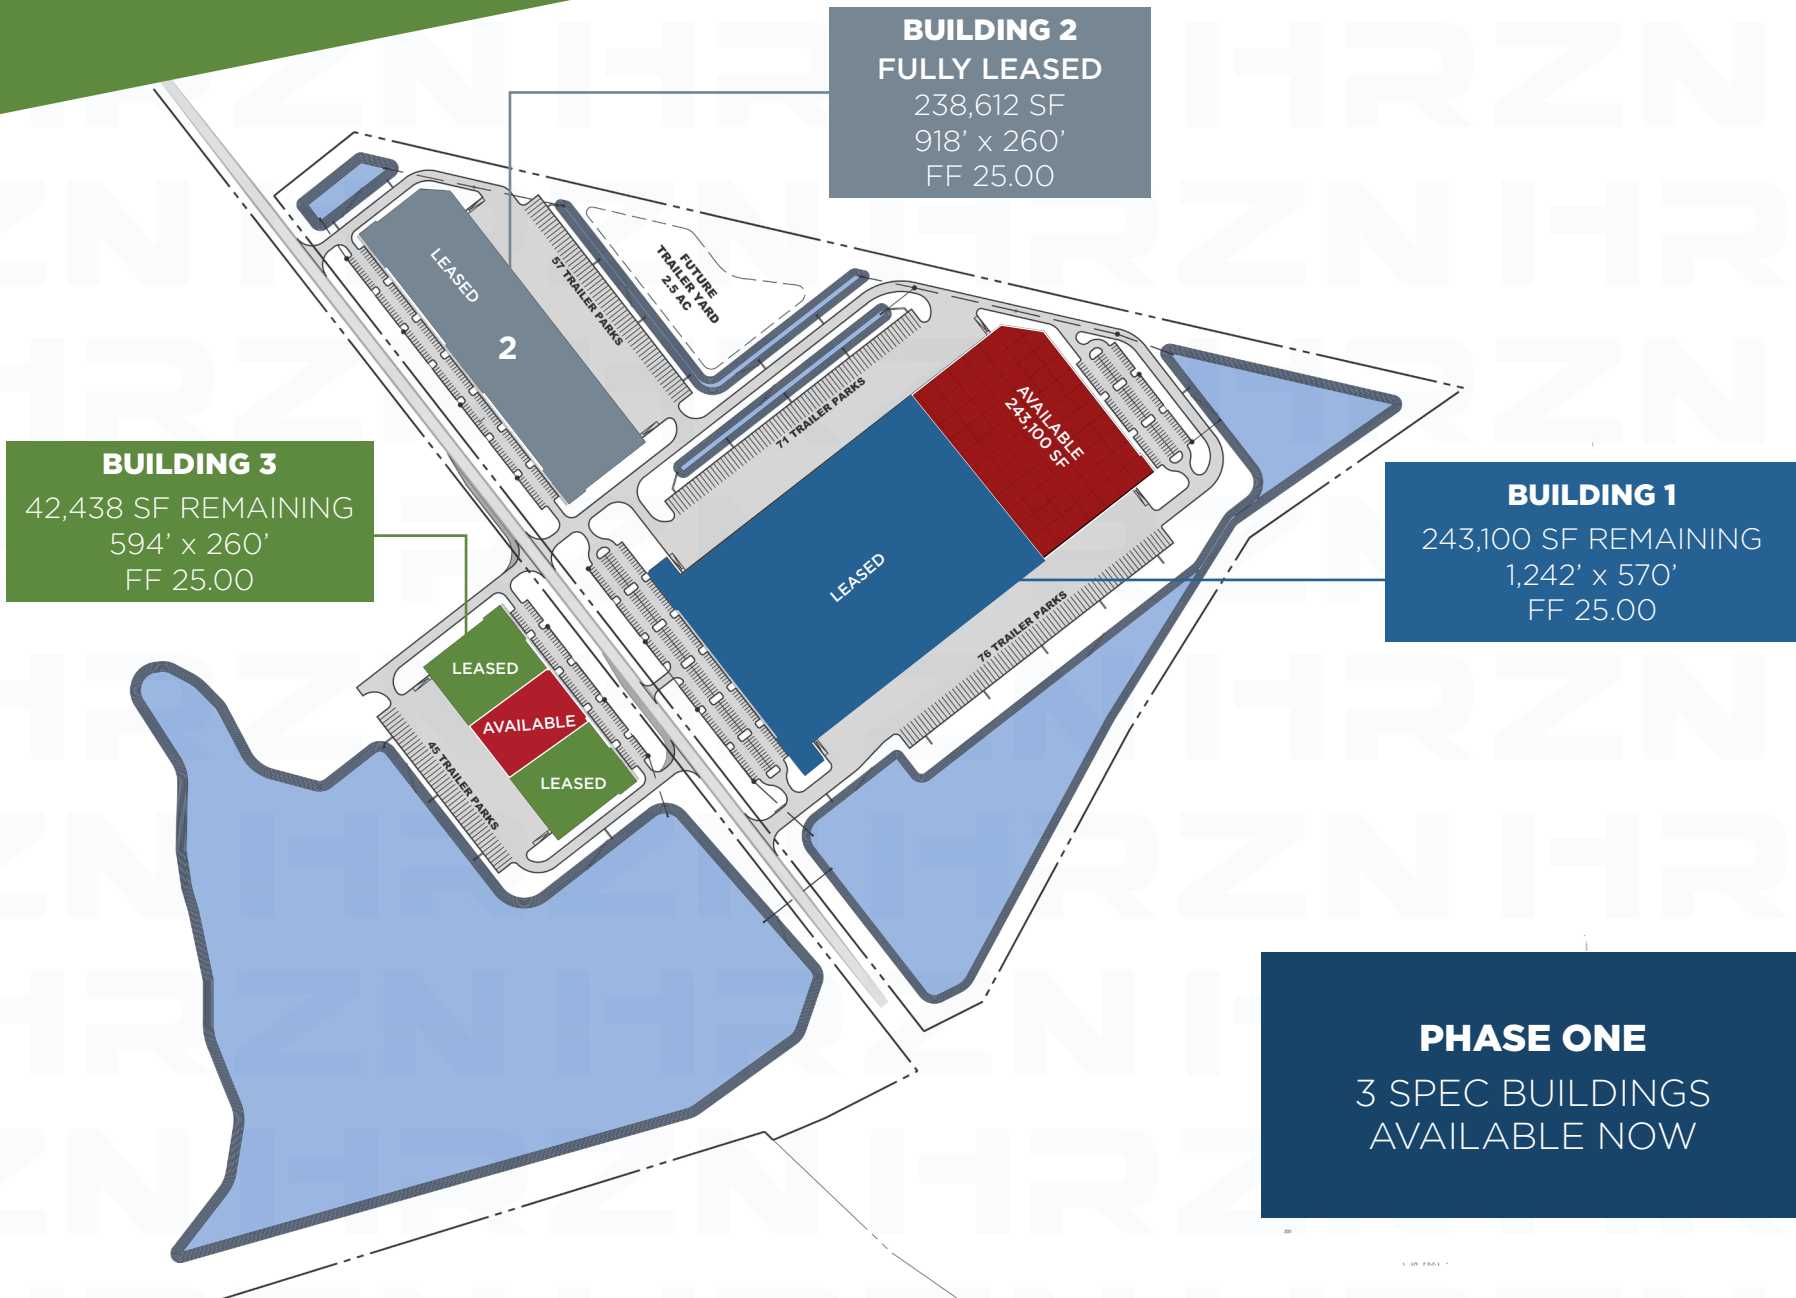 BUILDING 2
FULLY LEASED
238,612 SF
918’ x 260’
FF 25.00
LEASED
2
57 TRAILER PARKS
FUTURE
TRAILER YARD
2.5 AC
71 TRAILER PARKS
AVAILABLE
243,100 SF
BUILDING 3
42,438 SF REMAINING
594’ x 260’
FF 25.00
BUILDING 1
243,100 SF REMAINING
1,242’ x 570’
FF 25.00
LEASED
76 TRAILER PARKS
LEASED
AVAILABLE
LEASED
45 TRAILER PARKS
PHASE ONE
3 SPEC BUILDINGS
AVAILABLE NOW
HRZN